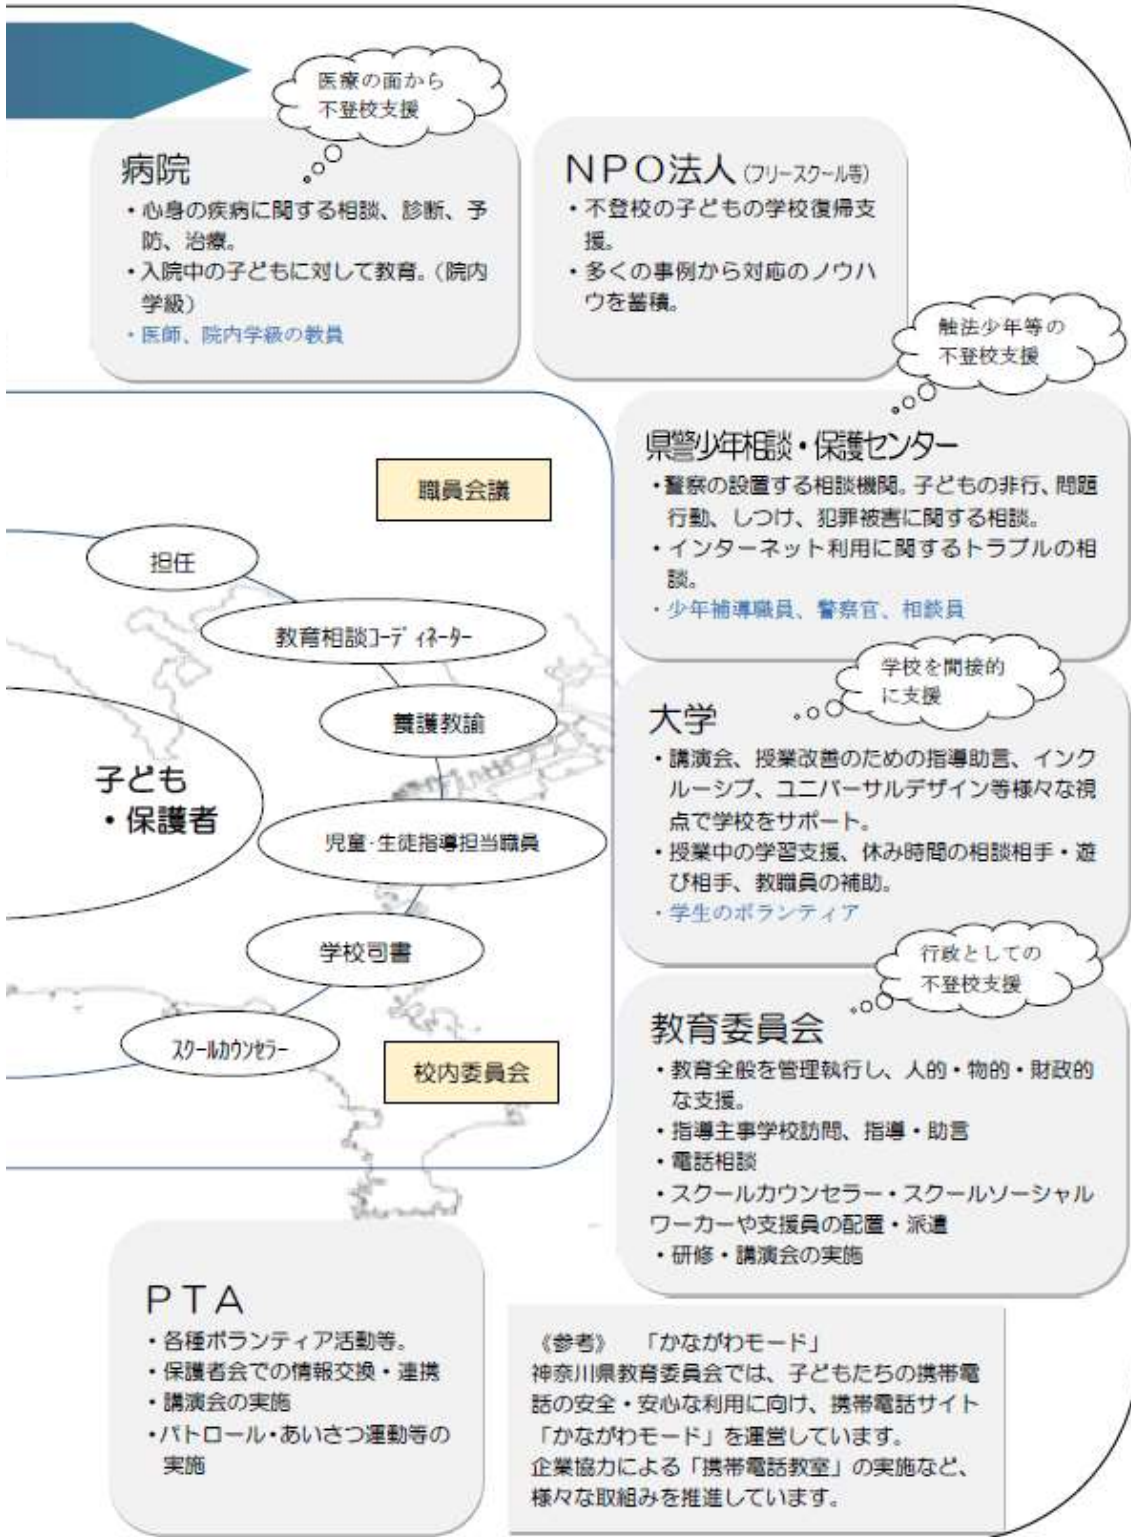 医療の面から
不登校支援
病院
・心身の疾病に関する相談、診断、予
防、治療。
・入院中の子どもに対して教育。（院内
学級）
・医師、院内学級の教員
ＮＰＯ法人（フリースクール等）
・不登校の子どもの学校復帰支
援。
・多くの事例から対応のノウハ
ウを蓄積。
触法少年等の
不登校支援
県警少年相談・保護センター
・警察の設置する相談機関。子どもの非行、問題
行動、しつけ、犯罪被害に関する相談。
・インターネット利用に関するトラブルの相
談。
・少年補導職員、警察官、相談員
職員会議
担任
教育相談ｺｰﾃﾞｨﾈｰﾀｰ
養護教諭
子ども
・保護者
児童・生徒指導担当職員
学校司書
ｽｸｰﾙｶｳﾝｾﾗｰ
校内委員会
学校を間接的
に支援
大学
・講演会、授業改善のための指導助言、インク
ルーシブ、ユニバーサルデザイン等様々な視
点で学校をサポート。
・授業中の学習支援、休み時間の相談相手・遊
び相手、教職員の補助。
・学生のボランティア
行政としての
不登校支援
教育委員会
・教育全般を管理執行し、人的・物的・財政的
な支援。
・指導主事学校訪問、指導・助言
・電話相談
・スクールカウンセラー・スクールソーシャル
ワーカーや支援員の配置・派遣
・研修・講演会の実施
ＰＴＡ
・各種ボランティア活動等。
・保護者会での情報交換・連携
・講演会の実施
・パトロール・あいさつ運動等の
実施
《参考》　「かながわモード」
神奈川県教育委員会では、子どもたちの携帯電
話の安全・安心な利用に向け、携帯電話サイト
「かながわモード」を運営しています。
企業協力による「携帯電話教室」の実施など、
様々な取組みを推進しています。